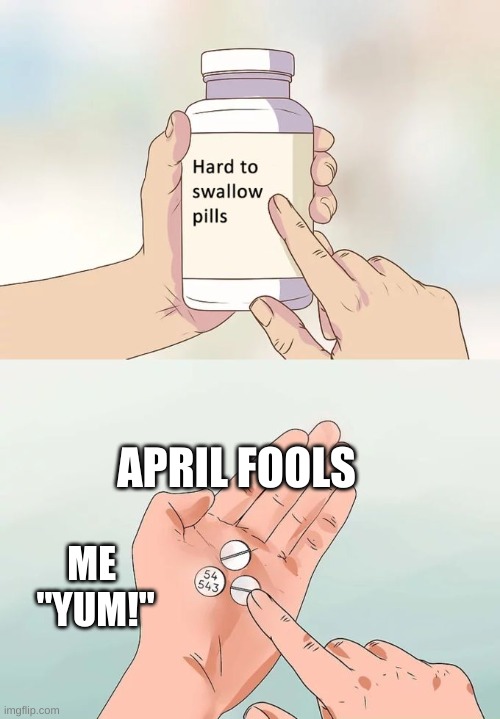 Hard to
swallow
pills
APRIL FOOLS
ME
"YUM!"
54
543
imgflip.com